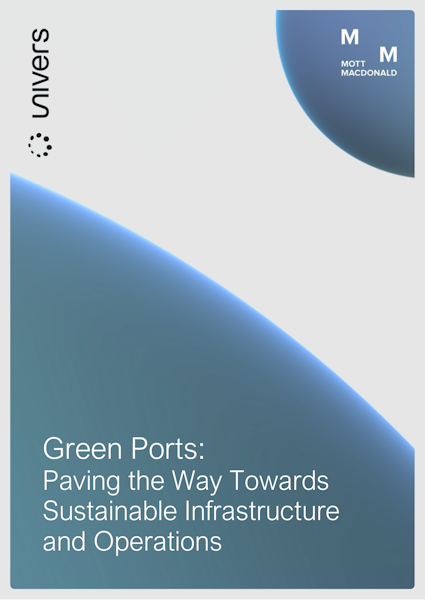 univers
M
M
MOTT
MACDONALD
Green Ports:
Paving the Way Towards
Sustainable Infrastructure
and Operations